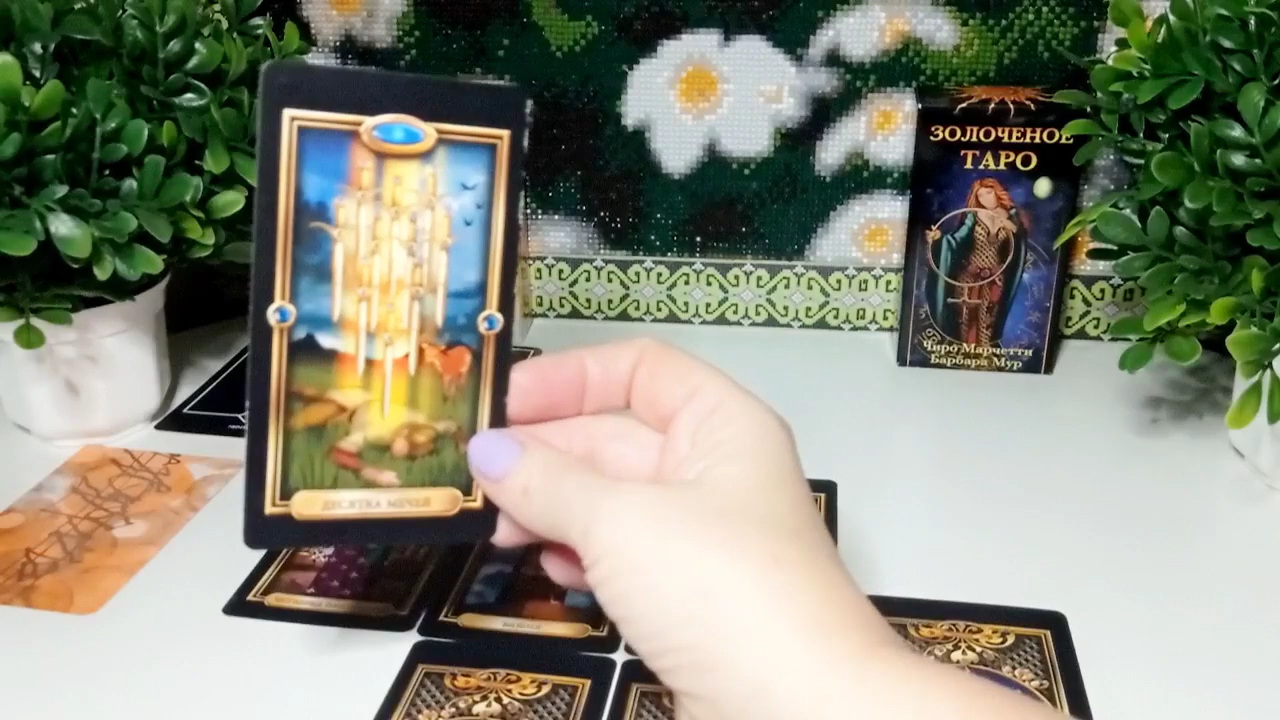 ЗОЛОЧЕНОЕ
ТАРО
Чиро Марчетти
Барбара Мур
ДЕСЯТКА МЕЧЕЙ